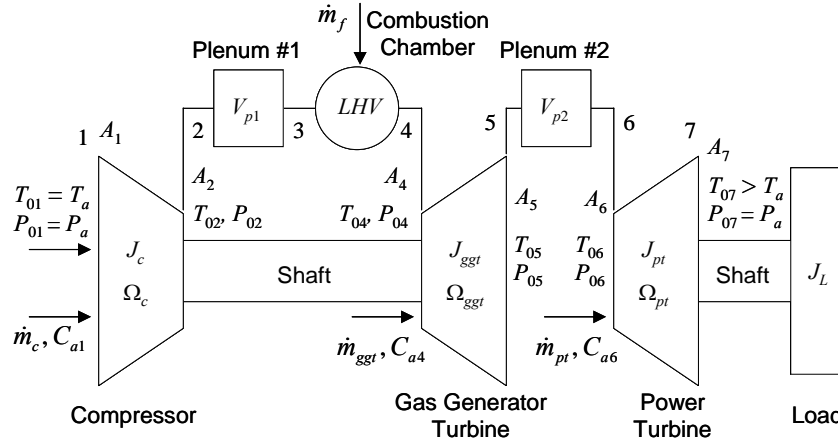 ṁ_f
Combustion
Chamber
Plenum #1
Plenum #2
V_p1
LHV
V_p2
1 A_1
2
3
4
5
6
7
A_2
A_4
A_5
A_6
A_7
T_01 = T_a
P_01 = P_a
T_02, P_02
T_04, P_04
T_05
P_05
T_06
P_06
T_07 > T_a
P_07 = P_a
J_c
Ω_c
Shaft
J_ggt
Ω_ggt
J_pt
Ω_pt
Shaft
J_L
ṁ_c, C_a1
ṁ_ggt, C_a4
ṁ_pt, C_a6
Compressor
Gas Generator
Turbine
Power
Turbine
Load